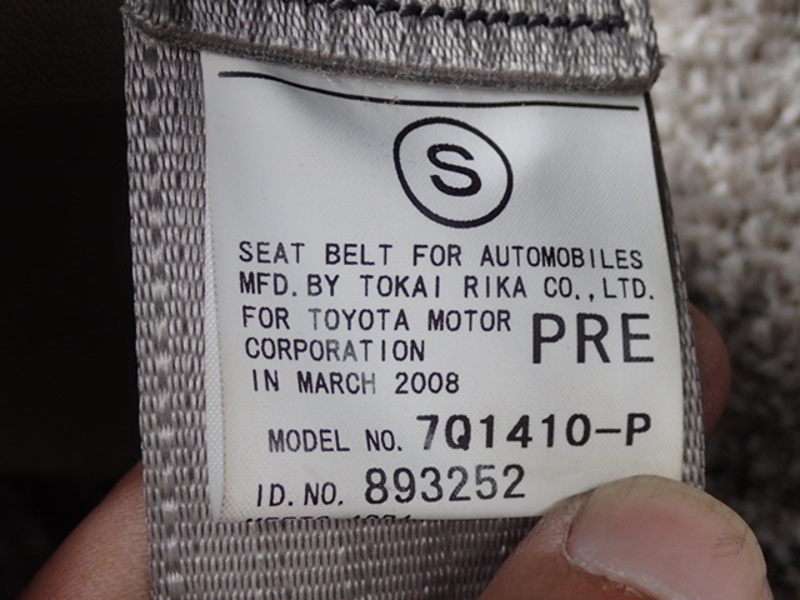 S
SEAT BELT FOR AUTOMOBILES
MFD. BY TOKAI RIKA CO., LTD.
FOR TOYOTA MOTOR
CORPORATION
PRE
IN MARCH 2008
MODEL NO. 7Q1410-P
ID. NO. 893252